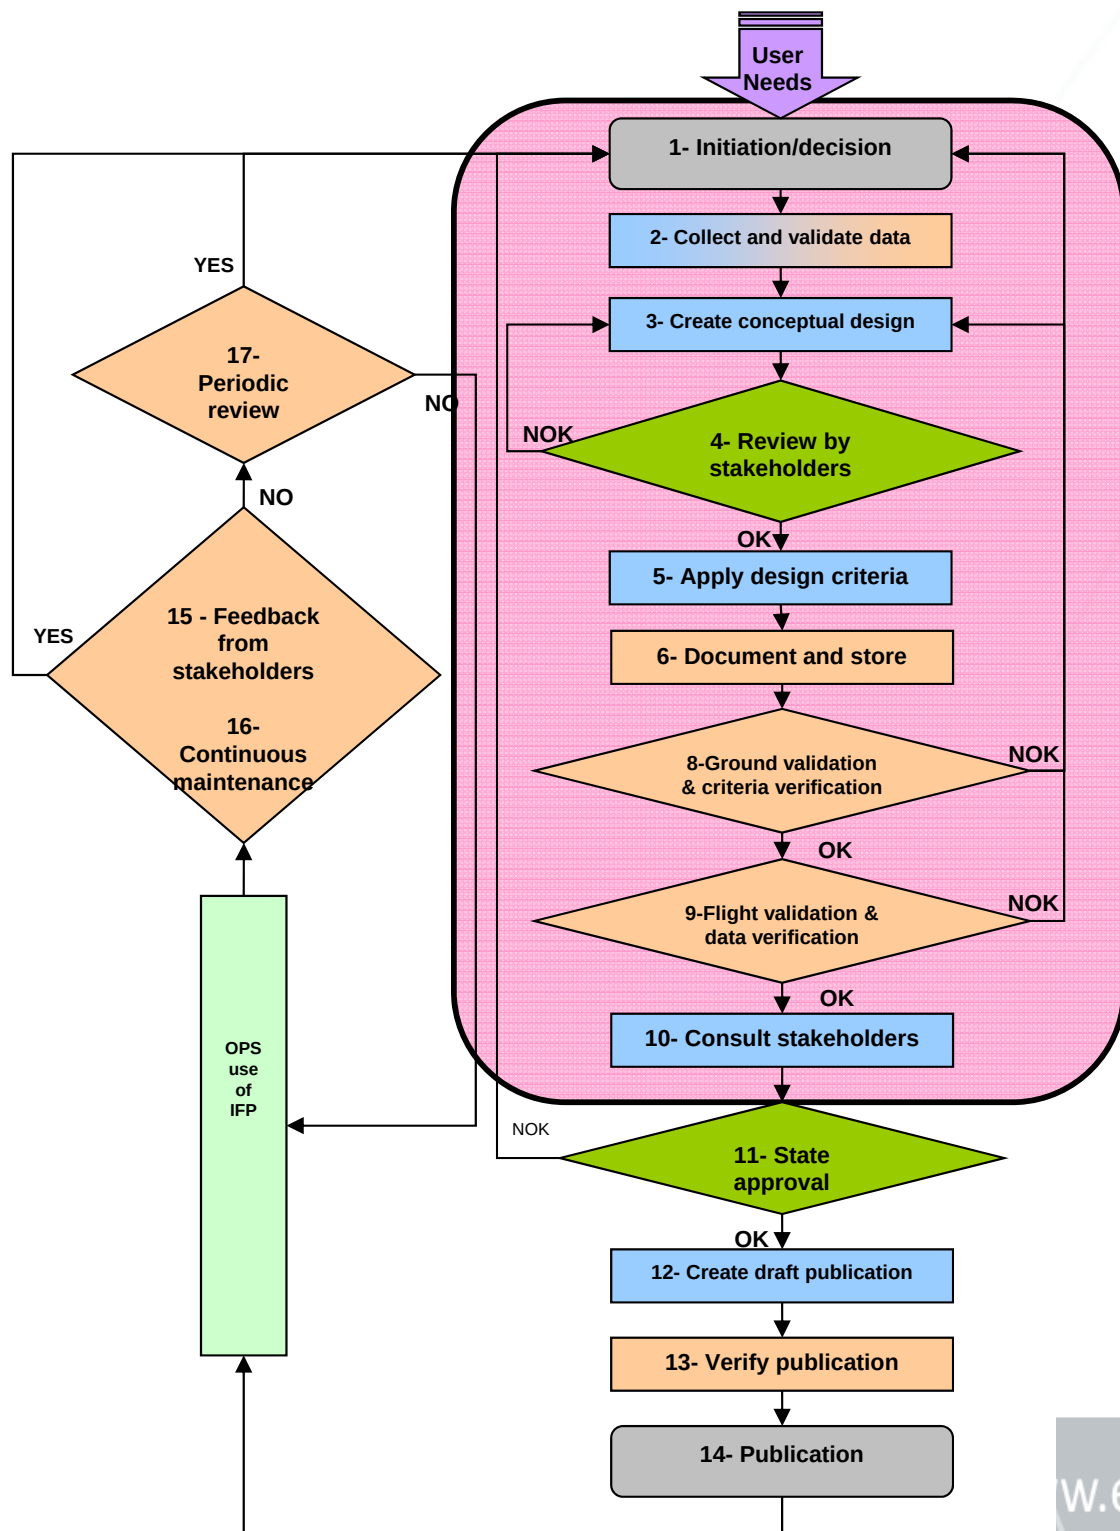 User
Needs
1- Initiation/decision
2- Collect and validate data
YES
3- Create conceptual design
17-
Periodic
review
NO
NOK
4- Review by
stakeholders
NO
OK
5- Apply design criteria
15 - Feedback
from
stakeholders
YES
6- Document and store
16-
Continuous
maintenance
8-Ground validation
& criteria verification
NOK
OK
9-Flight validation &
data verification
NOK
OK
10- Consult stakeholders
OPS
use
of
IFP
NOK
11- State
approval
OK
12- Create draft publication
13- Verify publication
14- Publication